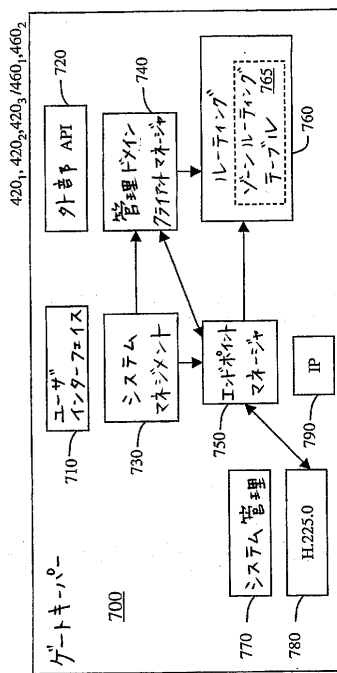 420₁, 420₂, 420₃/460₁, 460₂
ゲートキーパー
700
ユーザ
インターフェイス
710
外部 API
720
システム
マネジメント
730
管理ドメイン
クライアントマネージャ
740
エンドポイント
マネージャ
750
ルーティング
ゾーンルーティング
テーブル
765
760
システム管理
770
H.225.0
780
IP
790